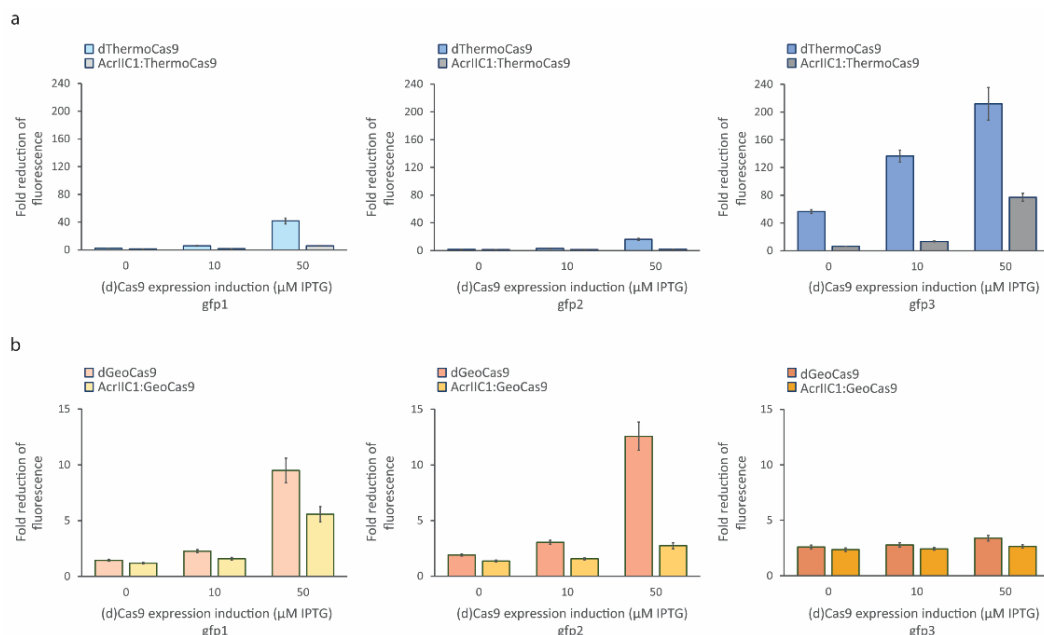 a
dThermoCas9
AcrIIC1:ThermoCas9
Fold reduction of
fluorescence
240
200
160
120
80
40
0
0 10 50
(d)Cas9 expression induction (µM IPTG)
gfp1
dThermoCas9
AcrIIC1:ThermoCas9
Fold reduction of
fluorescence
240
200
160
120
80
40
0
0 10 50
(d)Cas9 expression induction (µM IPTG)
gfp2
dThermoCas9
AcrIIC1:ThermoCas9
Fold reduction of
fluorescence
240
200
160
120
80
40
0
0 10 50
(d)Cas9 expression induction (µM IPTG)
gfp3
b
dGeoCas9
AcrIIC1:GeoCas9
Fold reduction of
fluorescence
15
10
5
0
0 10 50
(d)Cas9 expression induction (µM IPTG)
gfp1
dGeoCas9
AcrIIC1:GeoCas9
Fold reduction of
fluorescence
15
10
5
0
0 10 50
(d)Cas9 expression induction (µM IPTG)
gfp2
dGeoCas9
AcrIIC1:GeoCas9
Fold reduction of
fluorescence
15
10
5
0
0 10 50
(d)Cas9 expression induction (µM IPTG)
gfp3